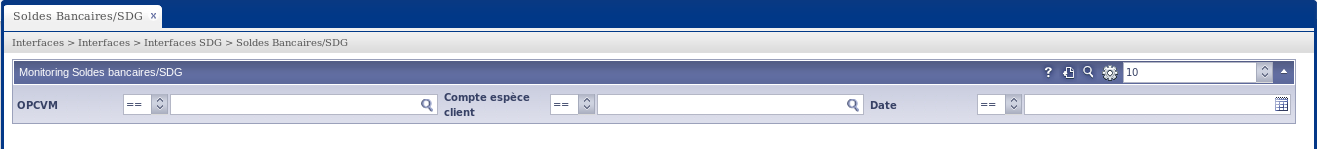 Soldes Bancaires/SDG ×
Interfaces > Interfaces > Interfaces SDG > Soldes Bancaires/SDG
Monitoring Soldes bancaires/SDG ? 10
OPCVM == Compte espèce client == Date ==